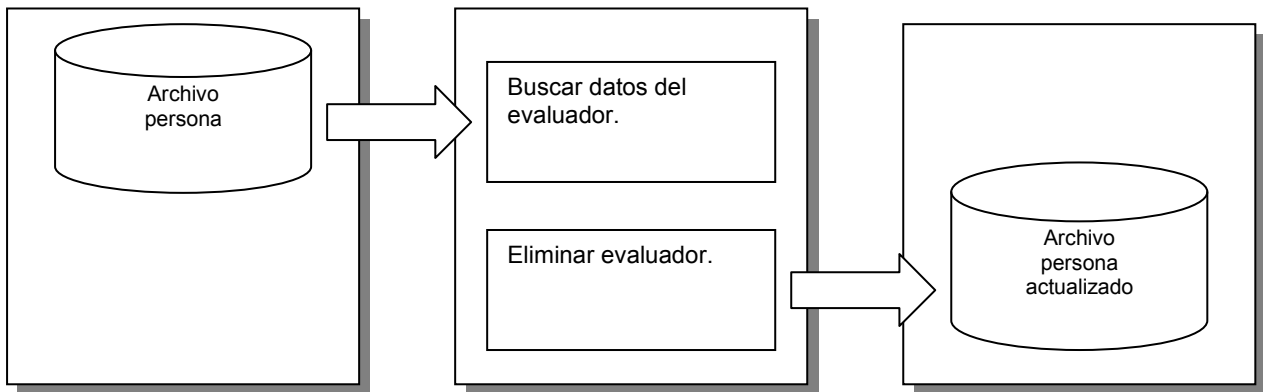 Archivo
persona
Buscar datos del
evaluador.
Eliminar evaluador.
Archivo
persona
actualizado